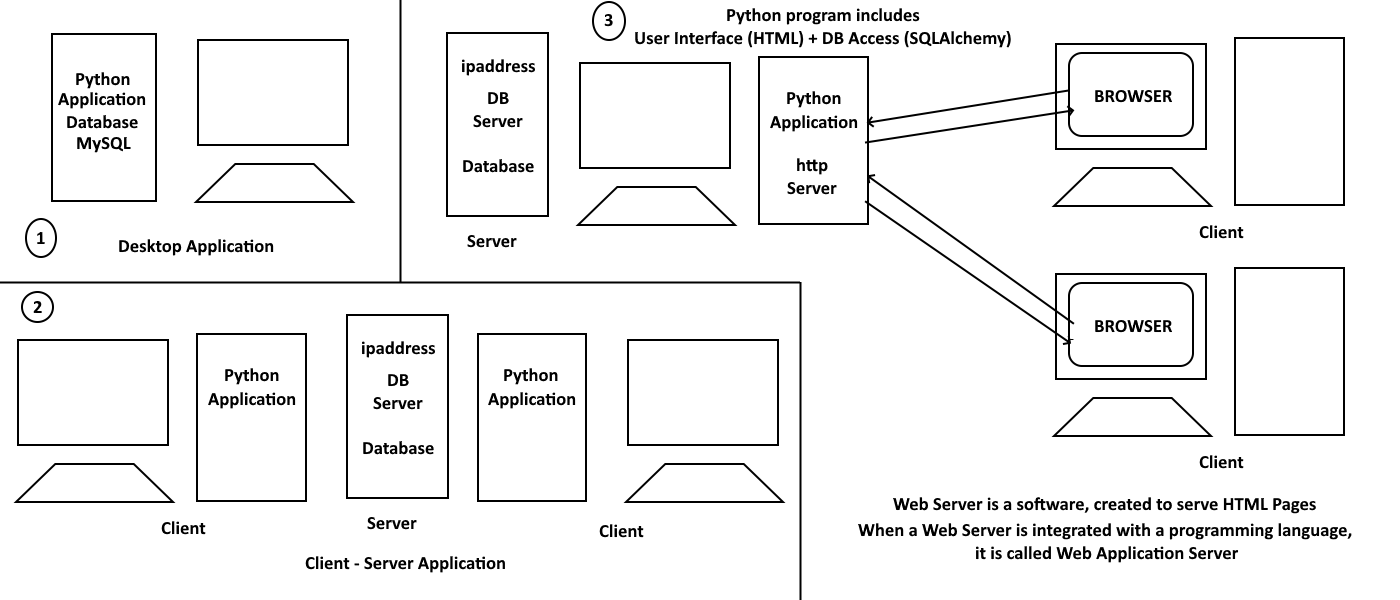 Python
Application
Database
MySQL
1
Desktop Application
3
Python program includes
User Interface (HTML) + DB Access (SQLAlchemy)
ipaddress
DB
Server
Database
Server
Python
Application
http
Server
BROWSER
Client
BROWSER
Client
2
Python
Application
Client
ipaddress
DB
Server
Database
Server
Python
Application
Client
Client - Server Application
Web Server is a software, created to serve HTML Pages
When a Web Server is integrated with a programming language,
it is called Web Application Server